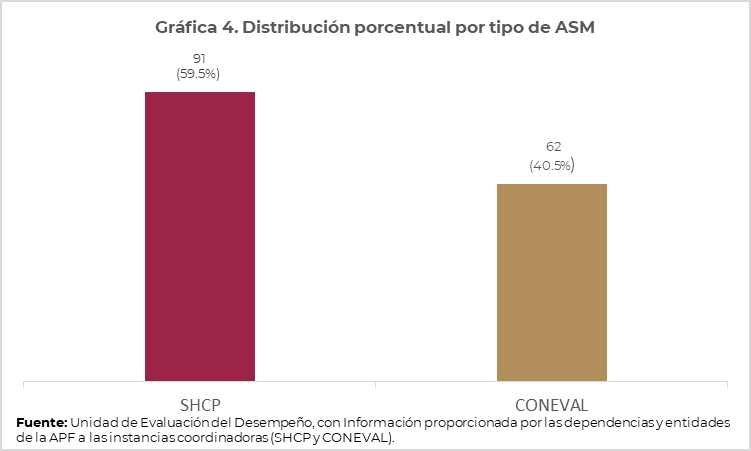 Gráfica 4. Distribución porcentual por tipo de ASM
91
(59.5%)
62
(40.5%)
SHCP
CONEVAL
Fuente: Unidad de Evaluación del Desempeño, con Información proporcionada por las dependencias y entidades
de la APF a las instancias coordinadoras (SHCP y CONEVAL).